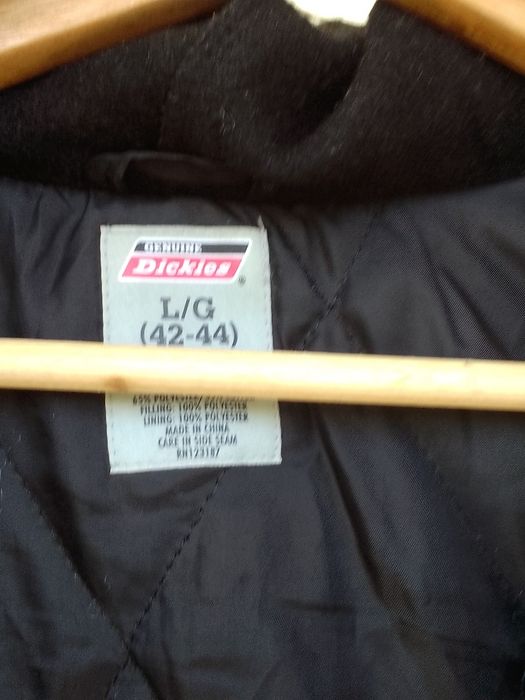 GENUINE
Dickies
®
L/G
(42-44)
65% POLYESTER/
FILLING: 100% POLYESTER
LINING: 100% POLYESTER
MADE IN CHINA
CARE IN SIDE SEAM
RN123187